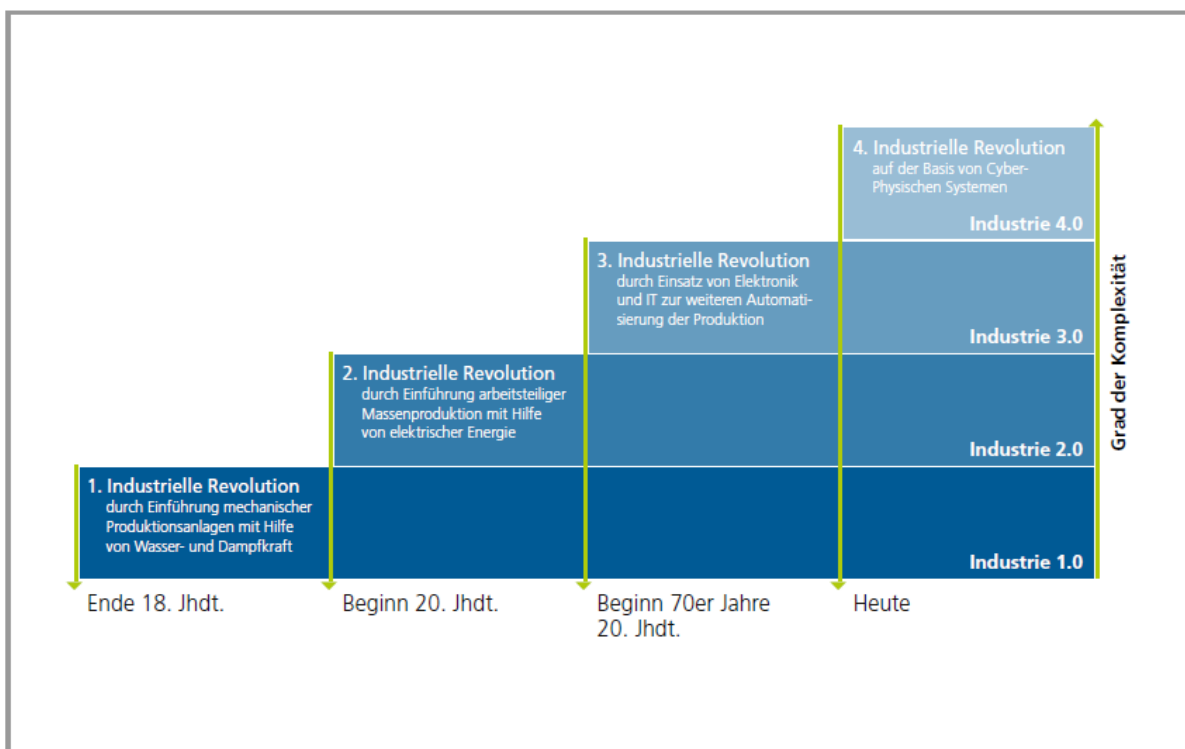 4. Industrielle Revolution
auf der Basis von Cyber-
Physischen Systemen
Industrie 4.0
3. Industrielle Revolution
durch Einsatz von Elektronik
und IT zur weiteren Automati-
sierung der Produktion
Industrie 3.0
2. Industrielle Revolution
durch Einführung arbeitsteiliger
Massenproduktion mit Hilfe
von elektrischer Energie
Industrie 2.0
1. Industrielle Revolution
durch Einführung mechanischer
Produktionsanlagen mit Hilfe
von Wasser- und Dampfkraft
Industrie 1.0
Grad der Komplexität
Ende 18. Jhdt.
Beginn 20. Jhdt.
Beginn 70er Jahre
20. Jhdt.
Heute